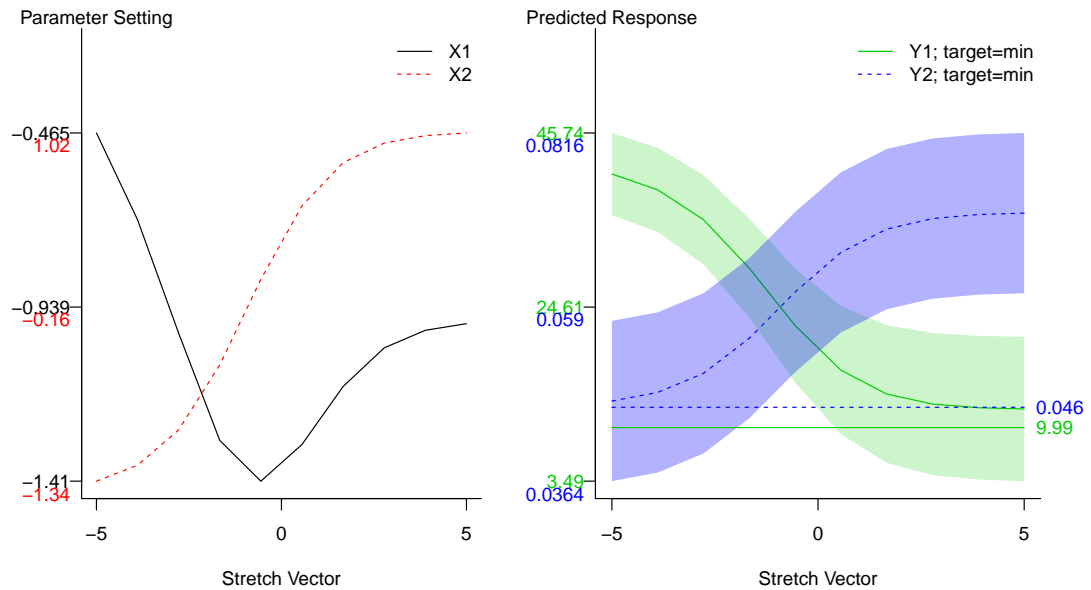 Parameter Setting
X1
X2
−0.465
1.02
−0.939
−0.16
−1.41
−1.34
−5 0 5
Stretch Vector
Predicted Response
Y1; target=min
Y2; target=min
45.74
0.0816
24.61
0.059
0.046
9.99
3.49
0.0364
−5 0 5
Stretch Vector